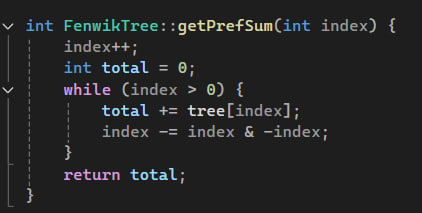 int FenwikTree::getPrefSum(int index) {
    index++;
    int total = 0;
    while (index > 0) {
        total += tree[index];
        index -= index & -index;
    }
    return total;
}